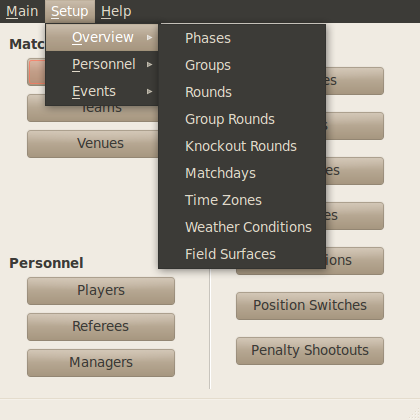 Main Setup Help
Matc
Overview
Personnel
Events
Phases
Groups
Rounds
Group Rounds
Knockout Rounds
Matchdays
Time Zones
Weather Conditions
Field Surfaces
Teams
Venues
Personnel
Players
Referees
Managers
es
s
es
es
ions
Position Switches
Penalty Shootouts